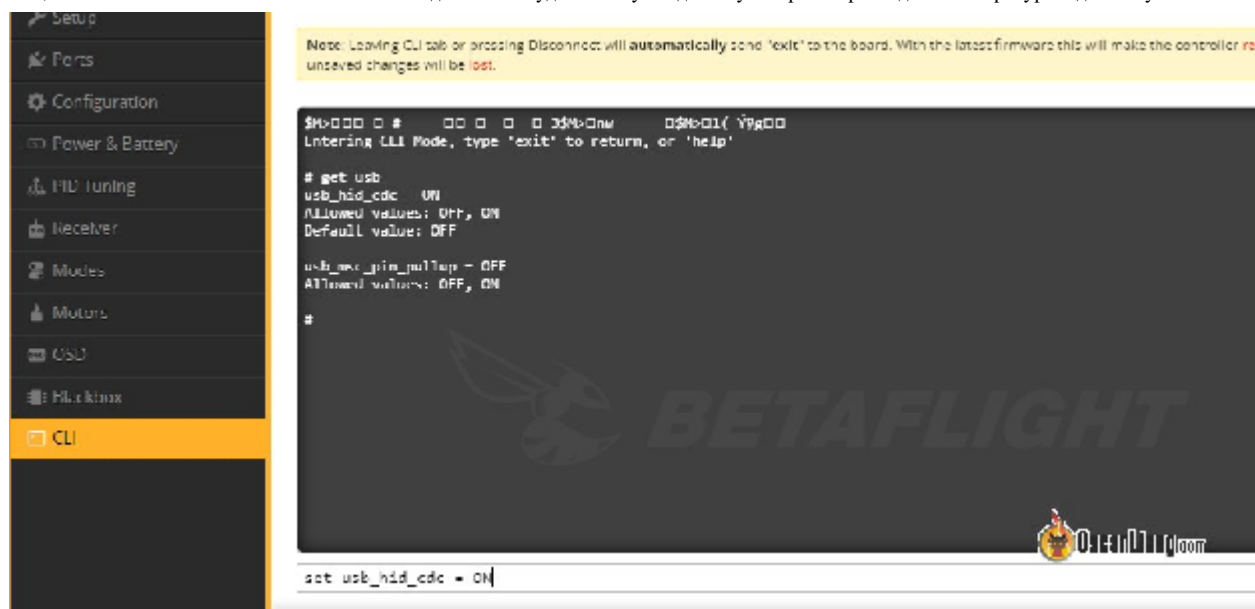 Setup
Ports
Configuration
Power & Battery
PID Tuning
Receiver
Modes
Motors
OSD
Blackbox
CLI
Note: Leaving CLI tab or pressing Disconnect will automatically send "exit" to the board. With the latest firmware this will make the controller
unsaved changes will be lost.
Entering CLI Mode, type "exit" to return, or 'help'
# get usb
usb_hid_cdc = ON
Allowed values: OFF, ON
Default value: OFF
usb_msc_pin_pullup = OFF
Allowed values: OFF, ON
#
BETAFLIGHT
set usb_hid_cdc = ON